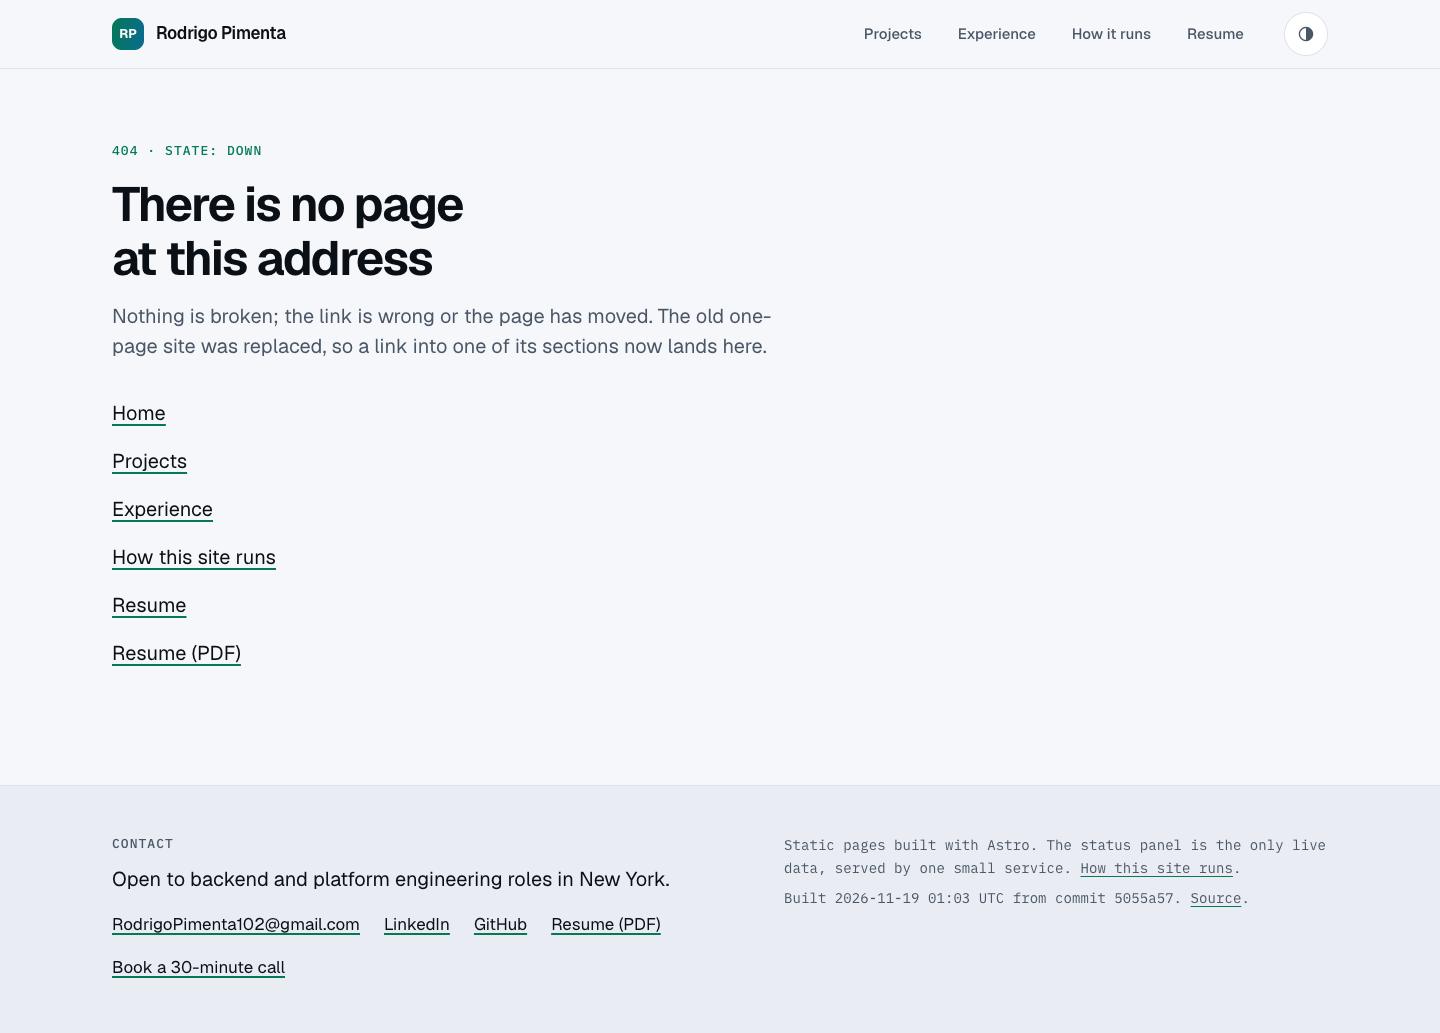 RP
Rodrigo Pimenta
Projects
Experience
How it runs
Resume
404 · STATE: DOWN
There is no page
at this address
Nothing is broken; the link is wrong or the page has moved. The old one-
page site was replaced, so a link into one of its sections now lands here.
Home
Projects
Experience
How this site runs
Resume
Resume (PDF)
CONTACT
Open to backend and platform engineering roles in New York.
RodrigoPimenta102@gmail.com LinkedIn GitHub Resume (PDF)
Book a 30-minute call
Static pages built with Astro. The status panel is the only live
data, served by one small service. How this site runs.
Built 2026-11-19 01:03 UTC from commit 5055a57. Source.